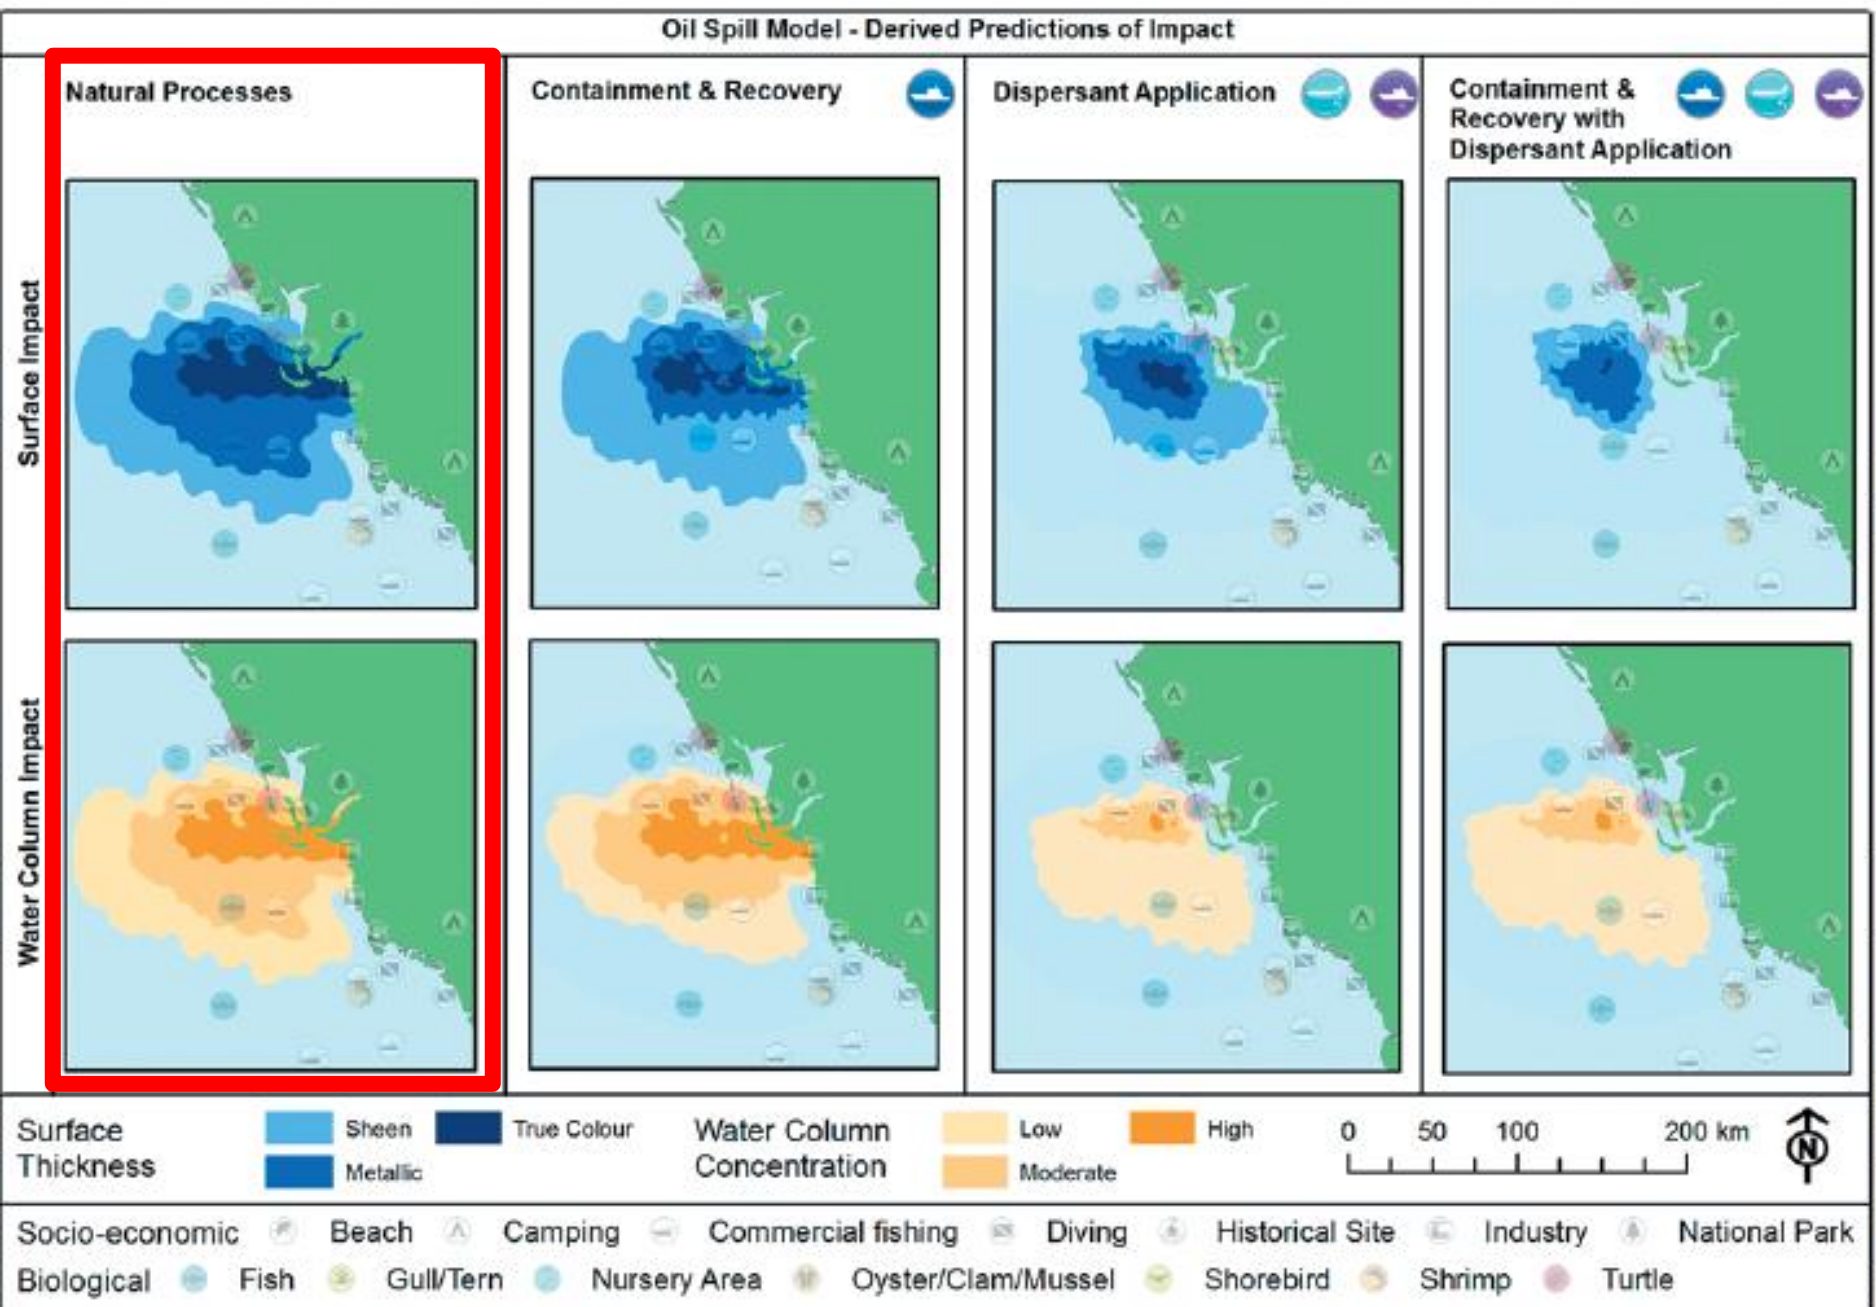 Oil Spill Model - Derived Predictions of Impact
Natural Processes
Containment & Recovery
Dispersant Application
Containment &
Recovery with
Dispersant Application
Surface Impact
Water Column Impact
Surface
Thickness
Sheen
True Colour
Metallic
Water Column
Concentration
Low
High
Moderate
0 50 100 200 km
N
Socio-economic Beach Camping Commercial fishing Diving Historical Site Industry National Park
Biological Fish Gull/Tern Nursery Area Oyster/Clam/Mussel Shorebird Shrimp Turtle